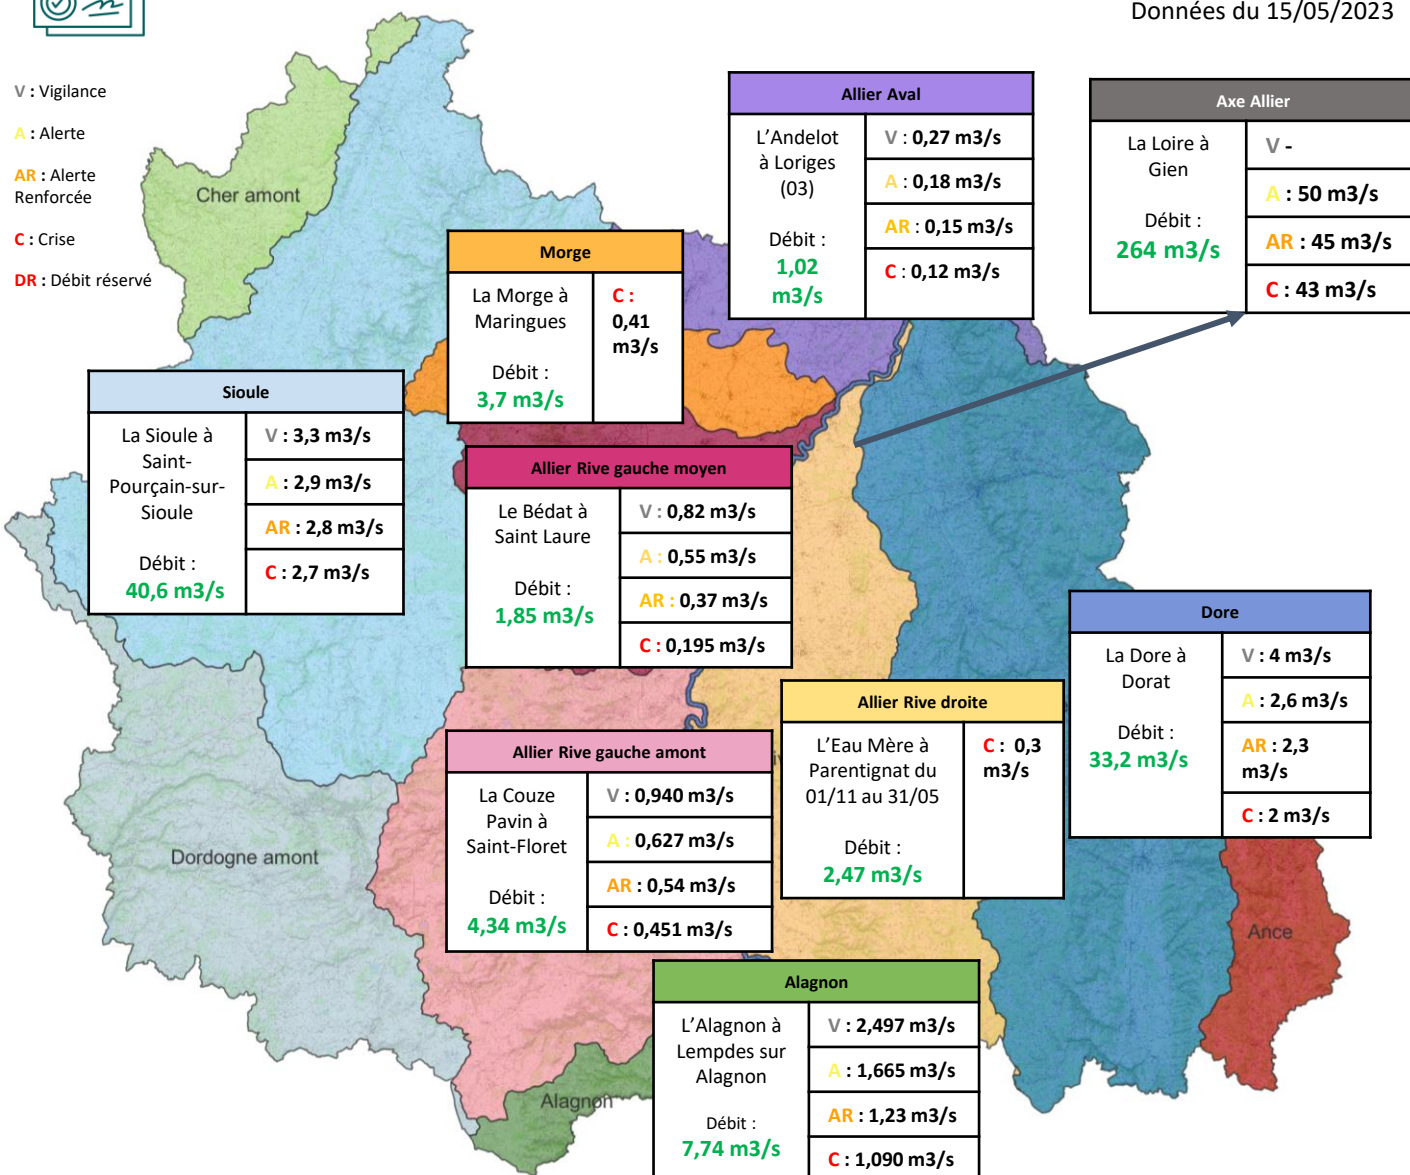 Données du 15/05/2023
V : Vigilance
A : Alerte
AR : Alerte
Renforcée
C : Crise
DR : Débit réservé
Cher amont
Allier Aval
L'Andelot
à Loriges
(03)
Débit :
1,02
m3/s
V : 0,27 m3/s
A : 0,18 m3/s
AR : 0,15 m3/s
C : 0,12 m3/s
Axe Allier
La Loire à
Gien
Débit :
264 m3/s
V -
A : 50 m3/s
AR : 45 m3/s
C : 43 m3/s
Morge
La Morge à
Maringues
Débit :
3,7 m3/s
C :
0,41
m3/s
Sioule
La Sioule à
Saint-
Pourçain-sur-
Sioule
Débit :
40,6 m3/s
V : 3,3 m3/s
A : 2,9 m3/s
AR : 2,8 m3/s
C : 2,7 m3/s
Allier Rive gauche moyen
Le Bédat à
Saint Laure
Débit :
1,85 m3/s
V : 0,82 m3/s
A : 0,55 m3/s
AR : 0,37 m3/s
C : 0,195 m3/s
Dore
La Dore à
Dorat
Débit :
33,2 m3/s
V : 4 m3/s
A : 2,6 m3/s
AR : 2,3
m3/s
C : 2 m3/s
Allier Rive droite
L'Eau Mère à
Parentignat du
01/11 au 31/05
Débit :
2,47 m3/s
C : 0,3
m3/s
Allier Rive gauche amont
La Couze
Pavin à
Saint-Floret
Débit :
4,34 m3/s
V : 0,940 m3/s
A : 0,627 m3/s
AR : 0,54 m3/s
C : 0,451 m3/s
Dordogne amont
Ance
Alagnon
L'Alagnon à
Lempdes sur
Alagnon
Débit :
7,74 m3/s
V : 2,497 m3/s
A : 1,665 m3/s
AR : 1,23 m3/s
C : 1,090 m3/s
Alagnon